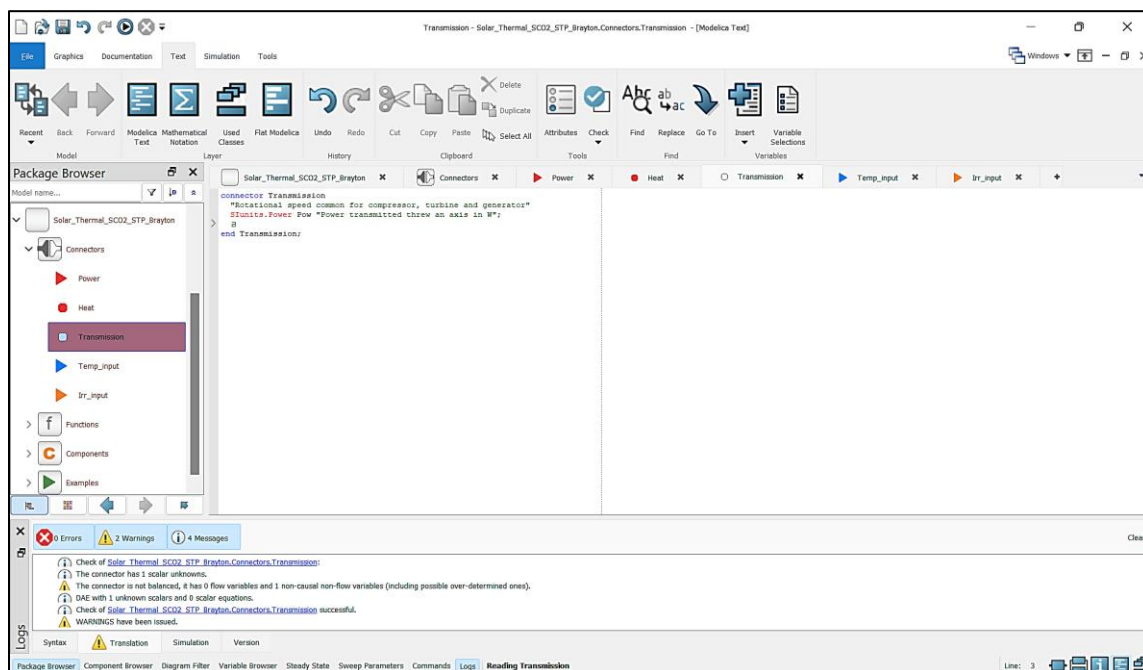 Transmission - Solar_Thermal_SCO2_STP_Brayton.Connectors.Transmission - [Modelica Text]
File Graphics Documentation Text Simulation Tools
Windows
Recent Back Forward Modelica Text Mathematical Notation Used Classes Flat Modelica Undo Redo Cut Copy Paste Delete Duplicate Select All Attributes Check Find Replace Go To Insert Variable Selections
Model Layer History Clipboard Tools Find Variables
Package Browser
Model name...
Solar_Thermal_SCO2_STP_Brayton Connectors Power Heat Transmission Temp_input Irr_input
Solar_Thermal_SCO2_STP_Brayton
Connectors
Power
Heat
Transmission
Temp_input
Irr_input
Functions
Components
Examples
connector Transmission
"Rotational speed common for compressor, turbine and generator"
SIunits.Power Pow "Power transmitted threw an axis in W";
end Transmission;
0 Errors 2 Warnings 4 Messages
Clea
Check of Solar_Thermal_SCO2_STP_Brayton.Connectors.Transmission:
The connector has 1 scalar unknowns.
The connector is not balanced, it has 0 flow variables and 1 non-causal non-flow variables (including possible over-determined ones).
DAE with 1 unknown scalars and 0 scalar equations.
Check of Solar_Thermal_SCO2_STP_Brayton.Connectors.Transmission successful.
WARNINGS have been issued.
Logs
Syntax Translation Simulation Version
Package Browser Component Browser Diagram Filter Variable Browser Steady State Sweep Parameters Commands Logs Reading Transmission
Line: 3